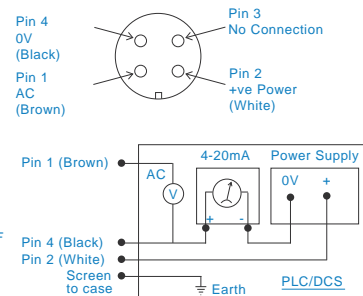 Pin 4
0V
(Black)
Pin 3
No Connection
Pin 1
AC
(Brown)
Pin 2
+ve Power
(White)
Pin 1 (Brown)
AC
V
4-20mA
+ -
Power Supply
0V +
Pin 4 (Black)
Pin 2 (White)
Screen
to case
Earth
PLC/DCS